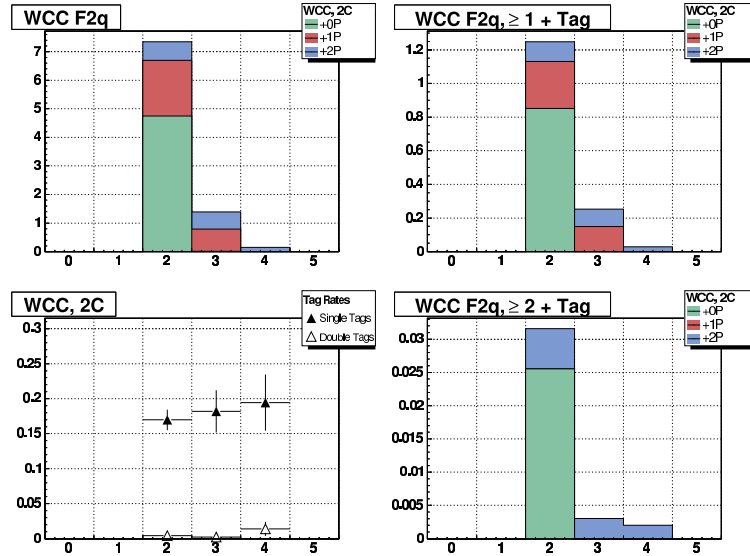 WCC F2q
WCC, 2C
+0P
+1P
+2P
7
6
5
4
3
2
1
0
0 1 2 3 4 5
WCC F2q, ≥ 1 + Tag
WCC, 2C
+0P
+1P
+2P
1.2
1
0.8
0.6
0.4
0.2
0
0 1 2 3 4 5
WCC, 2C
Tag Rates
Single Tags
Double Tags
0.3
0.25
0.2
0.15
0.1
0.05
0
0 1 2 3 4 5
WCC F2q, ≥ 2 + Tag
WCC, 2C
+0P
+1P
+2P
0.03
0.025
0.02
0.015
0.01
0.005
0
0 1 2 3 4 5